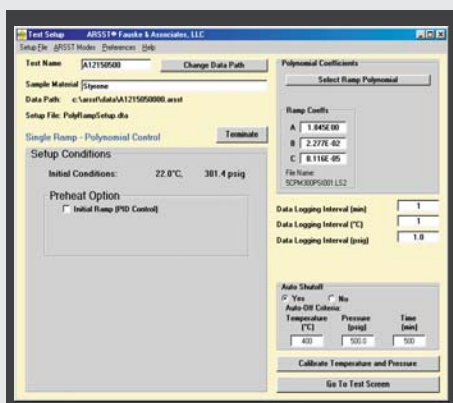 Test Setup ARSST® Fauske & Associates, LLC
Setup File ARSST Modes Preferences Help
Test Name A12150500 Change Data Path
Sample Material Styrene
Data Path: c:\arsst\data\A12150500000.arsst
Setup File: PolyRampSetup.dta
Single Ramp - Polynomial Control Terminate
Setup Conditions
Initial Conditions: 22.0°C, 301.4 psig
Preheat Option
Initial Ramp (PID Control)
Polynomial Coefficients
Select Ramp Polynomial
Ramp Coeffs
A 1.845E00
B 2.277E-02
C 8.116E-05
File Name:
5CPM300PSI001.LS2
Data Logging Interval (min) 1
Data Logging Interval (°C) 1
Data Logging Interval (psig) 1.0
Auto Shutoff
Yes No
Auto-Off Criteria:
Temperature Pressure Time
(°C) (psig) (min)
400 500.0 500
Calibrate Temperature and Pressure
Go To Test Screen